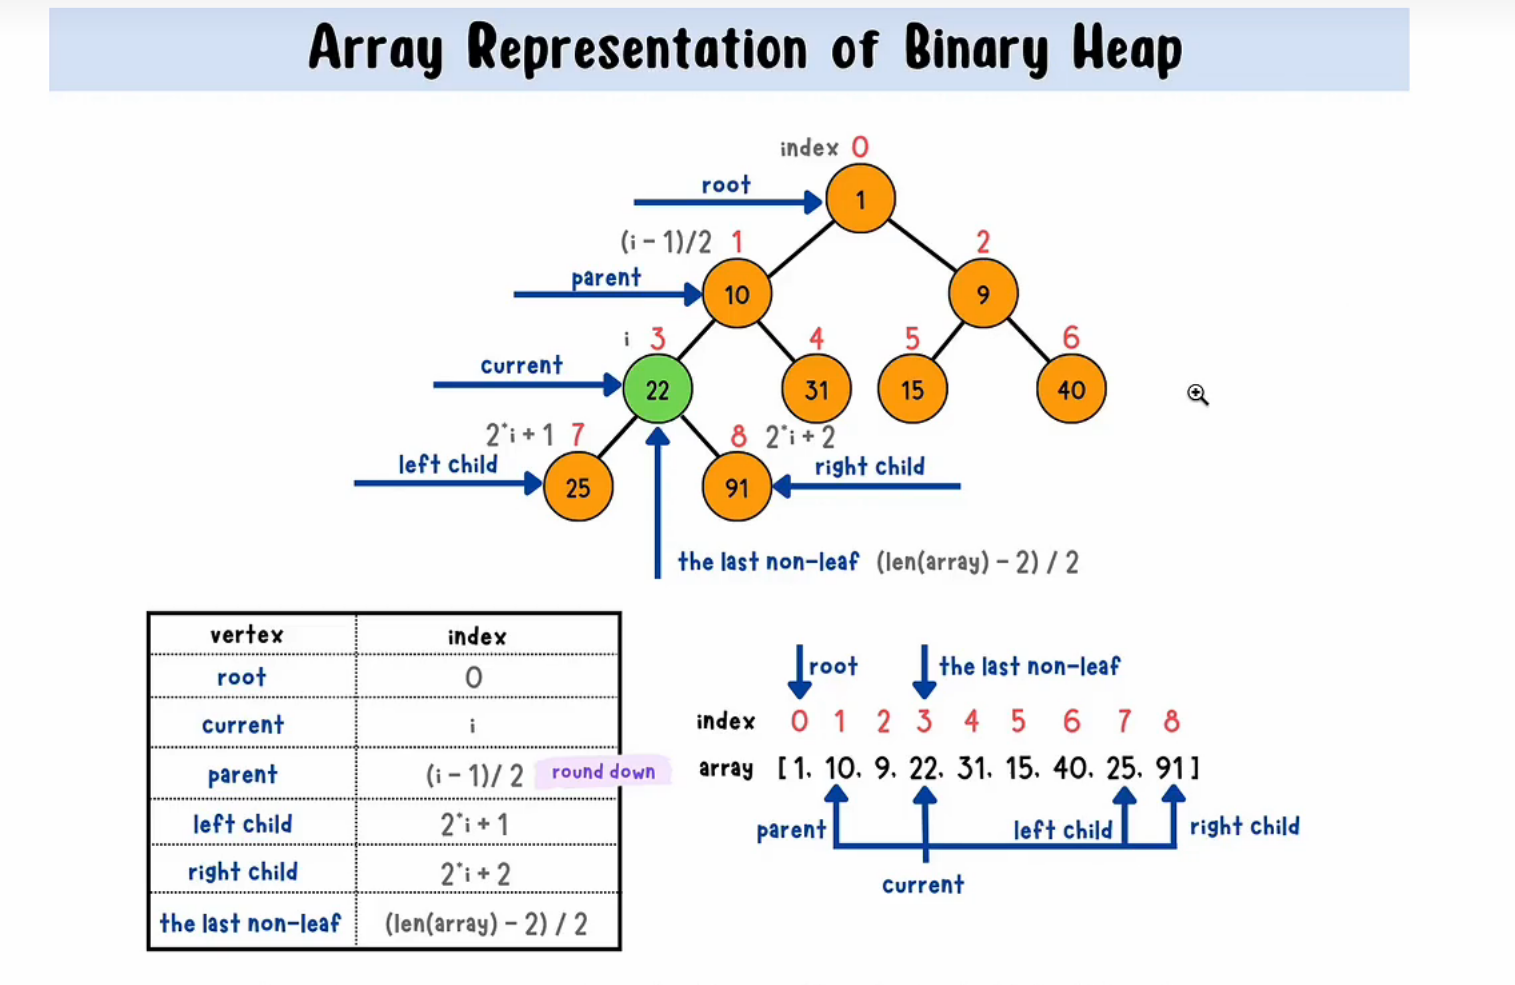 Array Representation of Binary Heap
index 0
root
1
(i - 1)/2 1
2
parent
10
9
i 3
4
5
6
current
22
31
15
40
2*i + 1 7
8 2*i + 2
left child
right child
25
91
the last non-leaf (len(array) - 2) / 2
vertex index
root 0
current i
parent (i - 1)/ 2 round down
left child 2*i + 1
right child 2*i + 2
the last non-leaf (len(array) - 2) / 2
root
the last non-leaf
index 0 1 2 3 4 5 6 7 8
array [ 1, 10, 9, 22, 31, 15, 40, 25, 91 ]
parent
left child
right child
current